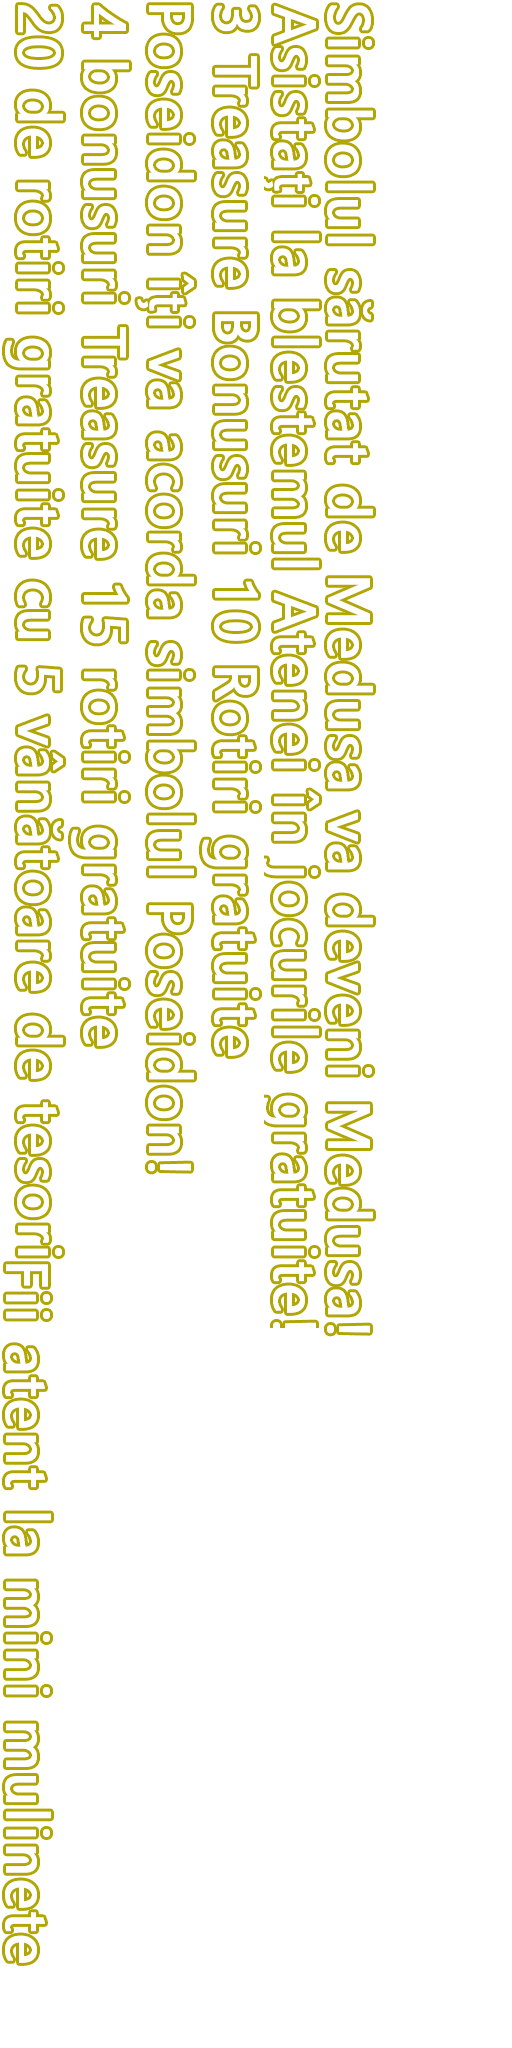 Simbolul sărutat de Medusa va deveni Medusa!
Asistați la blestemul Atenei în jocurile gratuite!
3 Treasure Bonusuri 10 Rotiri gratuite
Poseidon îți va acorda simbolul Poseidon!
4 bonusuri Treasure 15 rotiri gratuite
20 de rotiri gratuite cu 5 vânătoare de tesori
Fii atent la mini mulinete